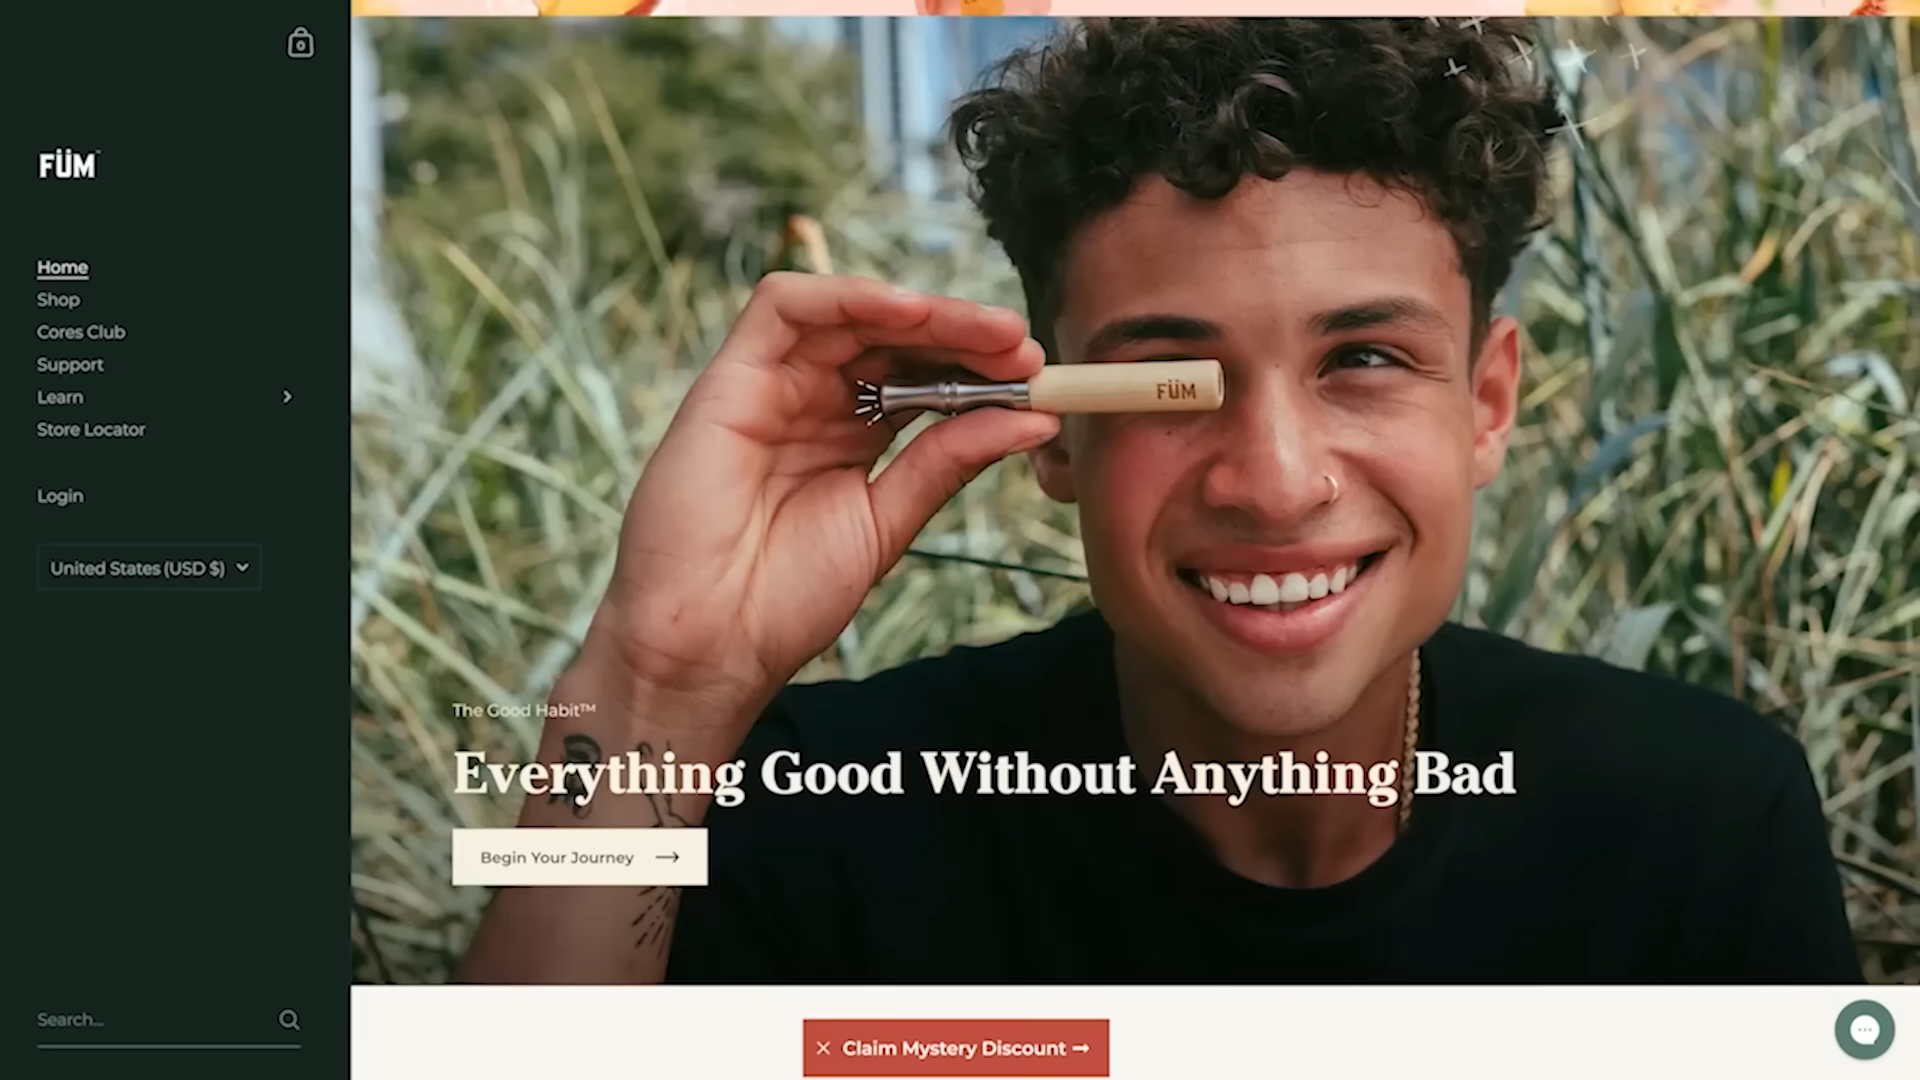 0
FÜM
Home
Shop
Cores Club
Support
Learn
Store Locator
Login
United States (USD $)
Search...
FÜM
The Good Habit™
Everything Good Without Anything Bad
Begin Your Journey →
× Claim Mystery Discount →